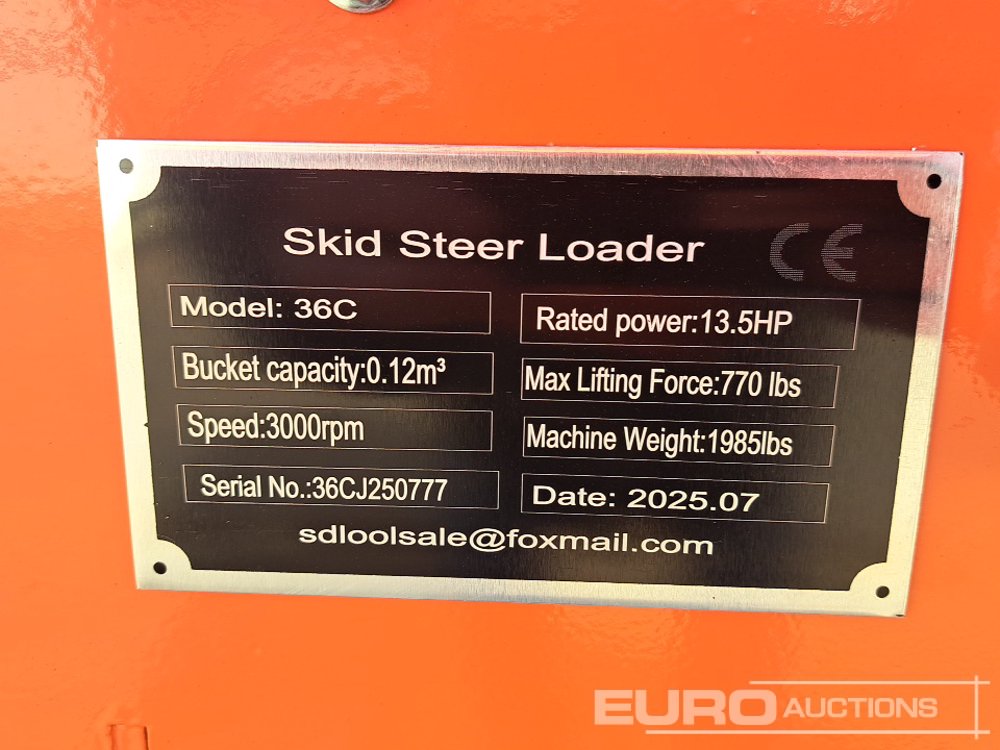 Skid Steer Loader CE
Model: 36C
Rated power:13.5HP
Bucket capacity:0.12m³
Max Lifting Force:770 lbs
Speed:3000rpm
Machine Weight:1985lbs
Serial No.:36CJ250777
Date: 2025.07
sdloolsale@foxmail.com
EURO AUCTIONS